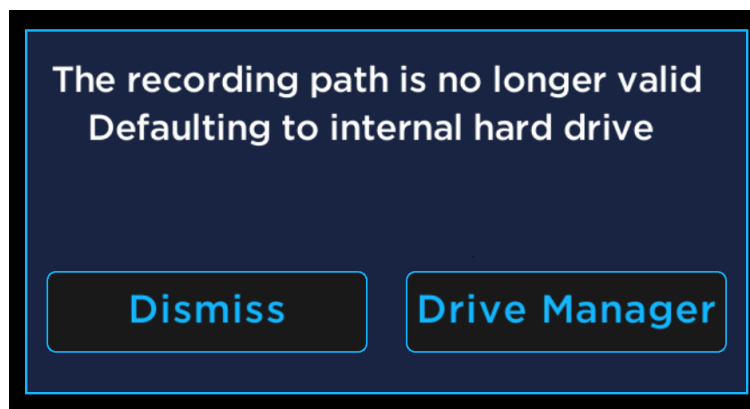 The recording path is no longer valid
Defaulting to internal hard drive
Dismiss
Drive Manager